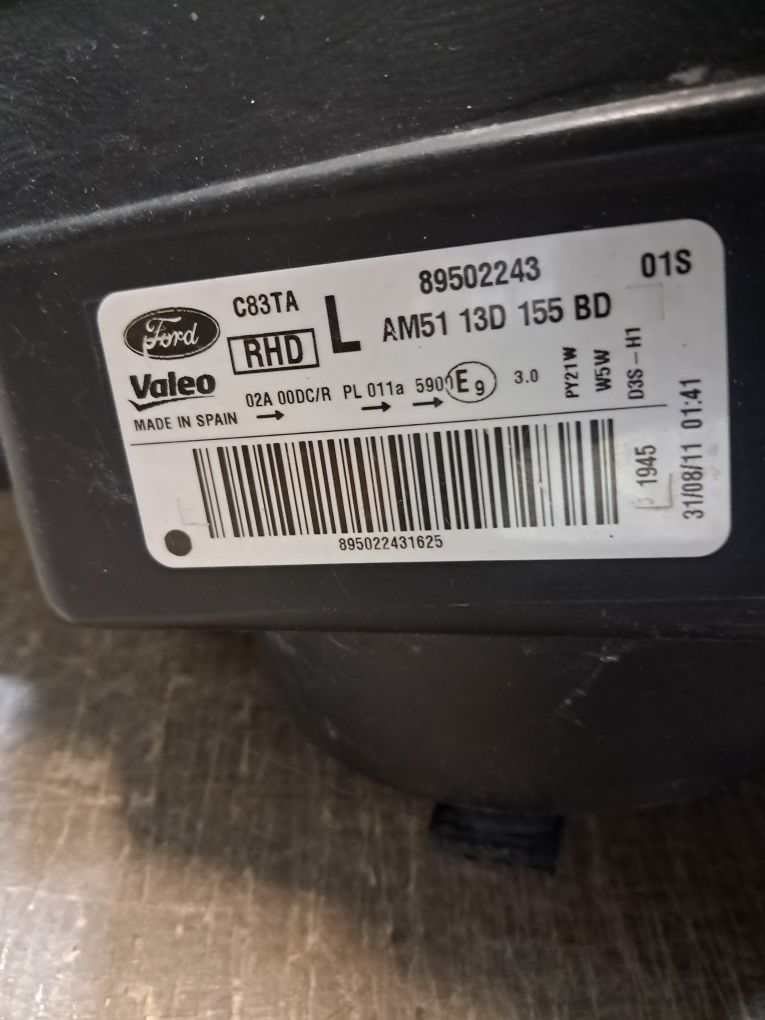 Ford C83TA L 89502243 01S
RHD AM51 13D 155 BD
Valeo 02A 00DC/R PL 011a 5900 E9 3.0
MADE IN SPAIN
PY21W
W5W
D3S-H1
1945
31/08/11 01:41
895022431625